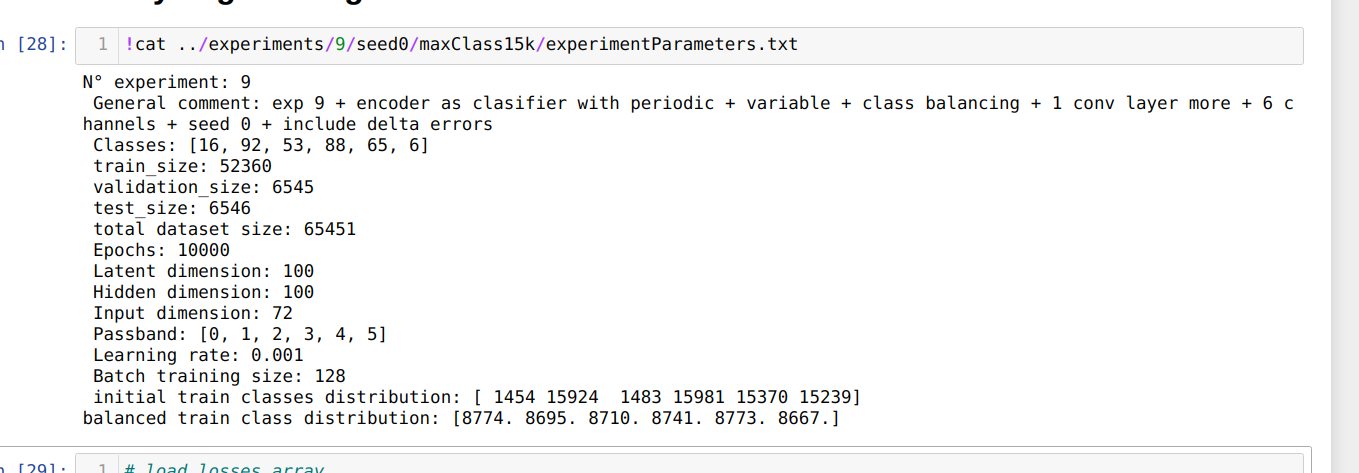 [28]: 1 !cat ../experiments/9/seed0/maxClass15k/experimentParameters.txt
N° experiment: 9
General comment: exp 9 + encoder as clasifier with periodic + variable + class balancing + 1 conv layer more + 6 c
hannels + seed 0 + include delta errors
Classes: [16, 92, 53, 88, 65, 6]
train_size: 52360
validation_size: 6545
test_size: 6546
total dataset size: 65451
Epochs: 10000
Latent dimension: 100
Hidden dimension: 100
Input dimension: 72
Passband: [0, 1, 2, 3, 4, 5]
Learning rate: 0.001
Batch training size: 128
initial train classes distribution: [ 1454 15924  1483 15981 15370 15239]
balanced train class distribution: [8774. 8695. 8710. 8741. 8773. 8667.]
[29]: 1 # load losses array